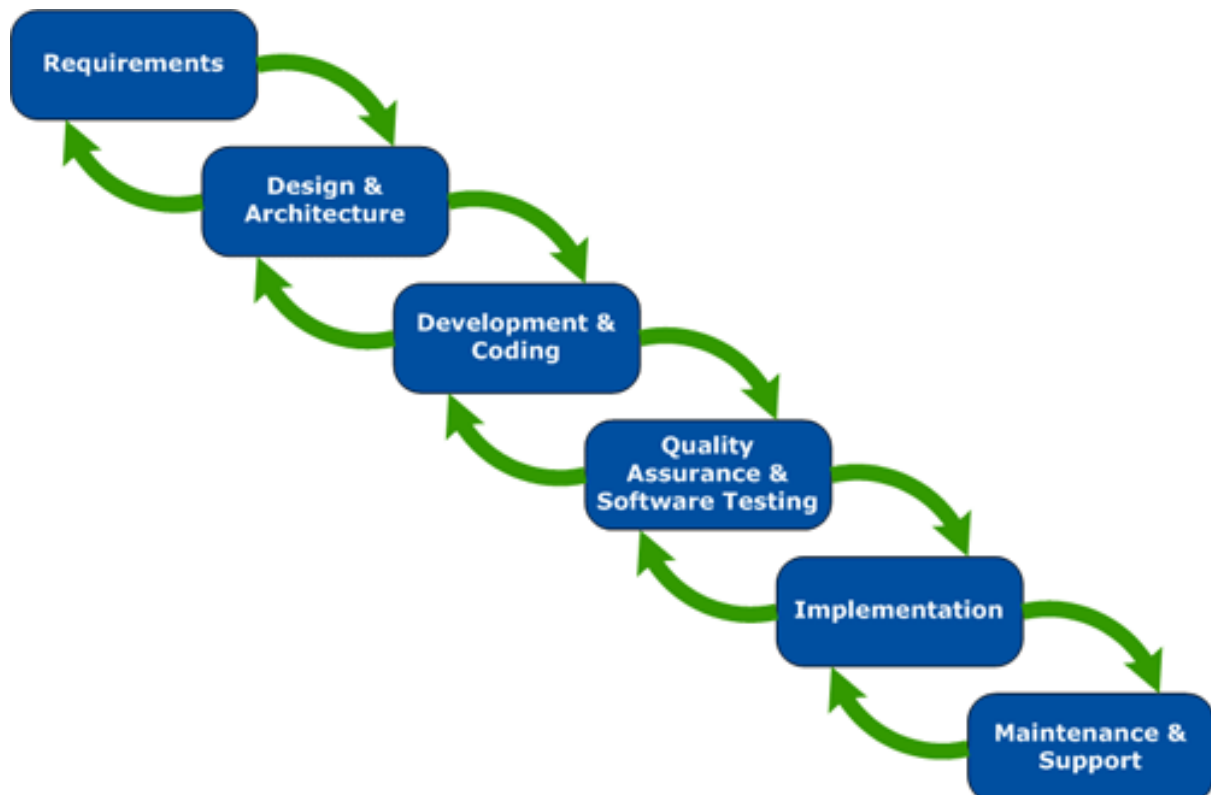 Requirements
Design &
Architecture
Development &
Coding
Quality
Assurance &
Software Testing
Implementation
Maintenance &
Support